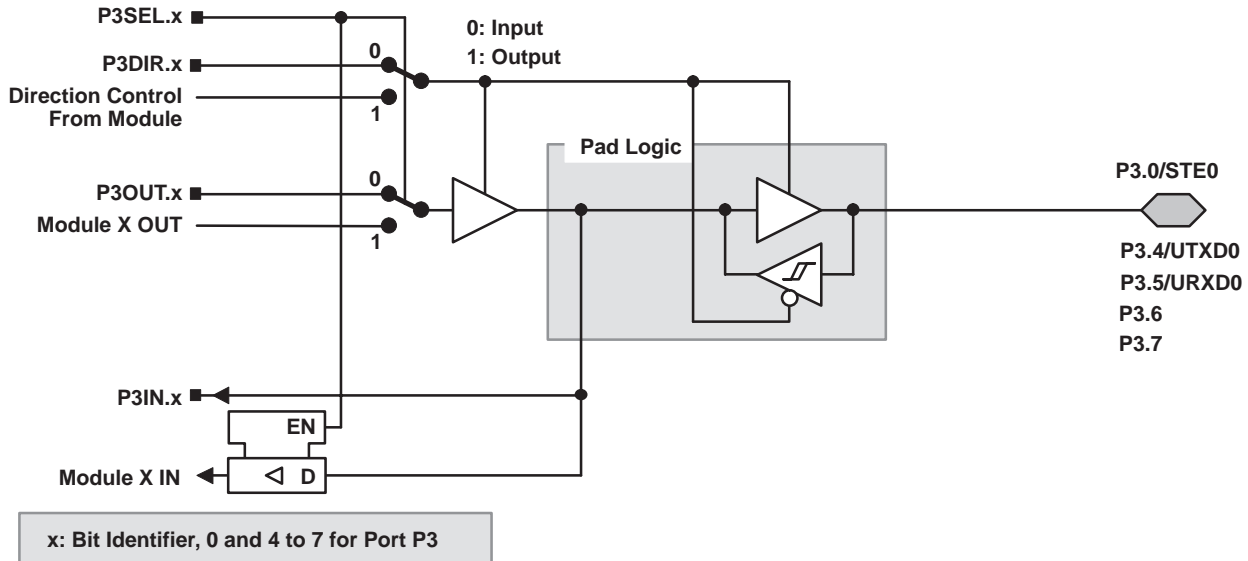 P3SEL.x
0: Input
1: Output
0
P3DIR.x
Direction Control
From Module
1
Pad Logic
P3.0/STE0
0
P3OUT.x
Module X OUT
1
P3.4/UTXD0
P3.5/URXD0
P3.6
P3.7
P3IN.x
EN
Module X IN
D
x: Bit Identifier, 0 and 4 to 7 for Port P3